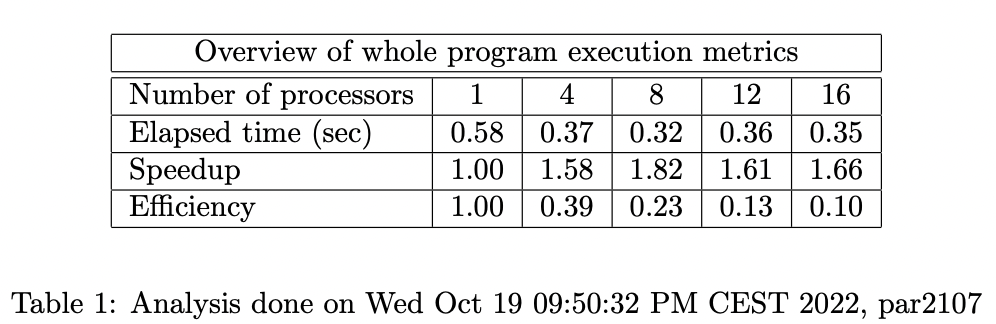 Overview of whole program execution metrics
Number of processors 1 4 8 12 16
Elapsed time (sec) 0.58 0.37 0.32 0.36 0.35
Speedup 1.00 1.58 1.82 1.61 1.66
Efficiency 1.00 0.39 0.23 0.13 0.10
Table 1: Analysis done on Wed Oct 19 09:50:32 PM CEST 2022, par2107